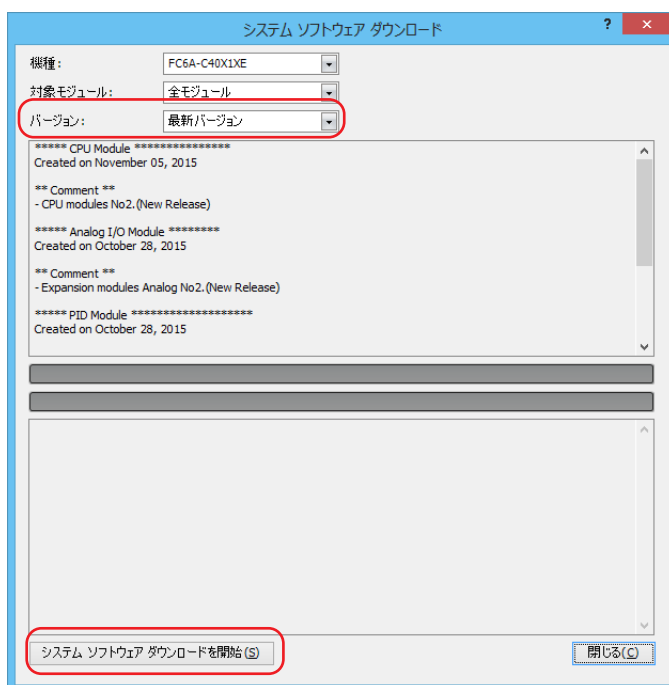 システム ソフトウェア ダウンロード
? ×
機種: FC6A-C40X1XE
対象モジュール: 全モジュール
バージョン: 最新バージョン
***** CPU Module ***************
Created on November 05, 2015
** Comment **
- CPU modules No2.(New Release)
***** Analog I/O Module ********
Created on October 28, 2015
** Comment **
- Expansion modules Analog No2.(New Release)
***** PID Module *******************
Created on October 28, 2015
システム ソフトウェア ダウンロードを開始(S) 閉じる(C)